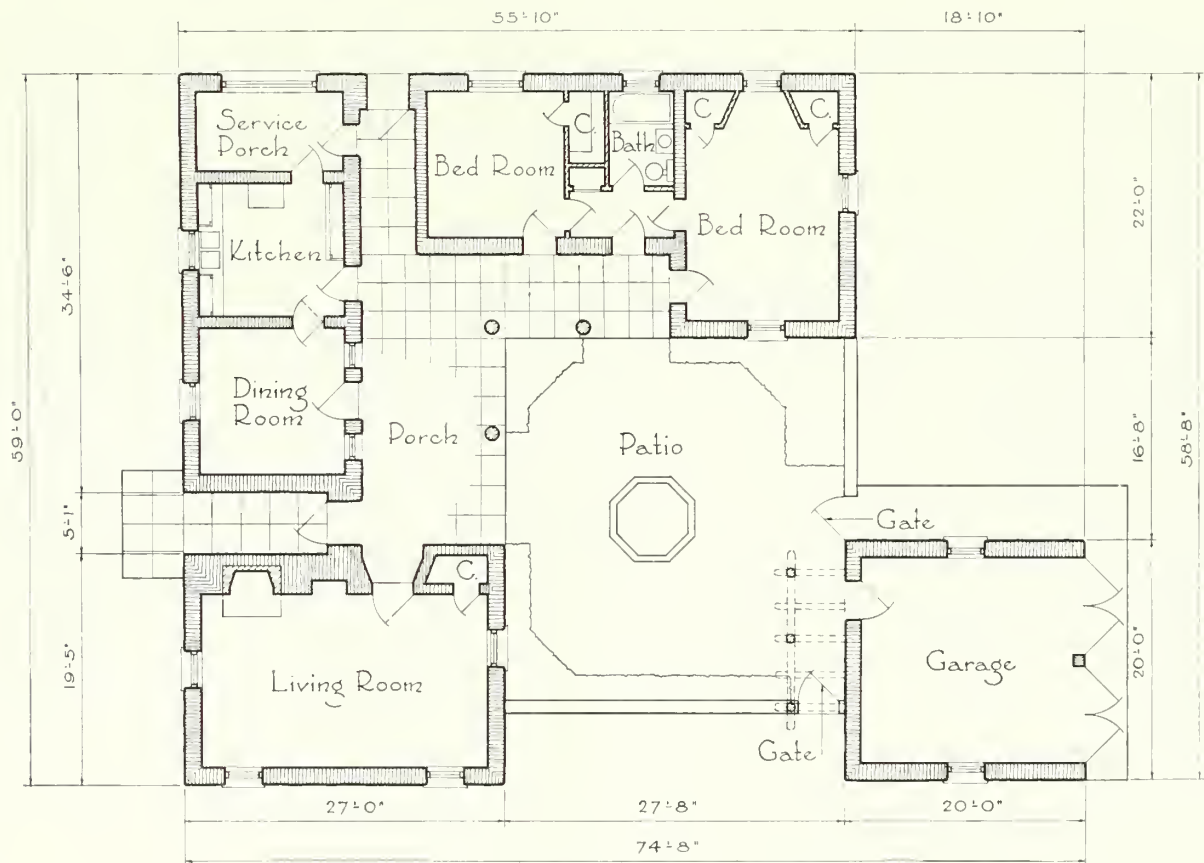 55'-10"
18'-10"
Service
Porch
C.
Bath
C.
C.
Bed Room
Bed Room
Kitchen
22'-0"
34'-6"
59'-0"
Dining
Room
Porch
Patio
16'-8"
58'-8"
5'-1"
Gate
C.
Living Room
Garage
19'-5"
20'-0"
Gate
27'-0"
27'-8"
20'-0"
74'-8"